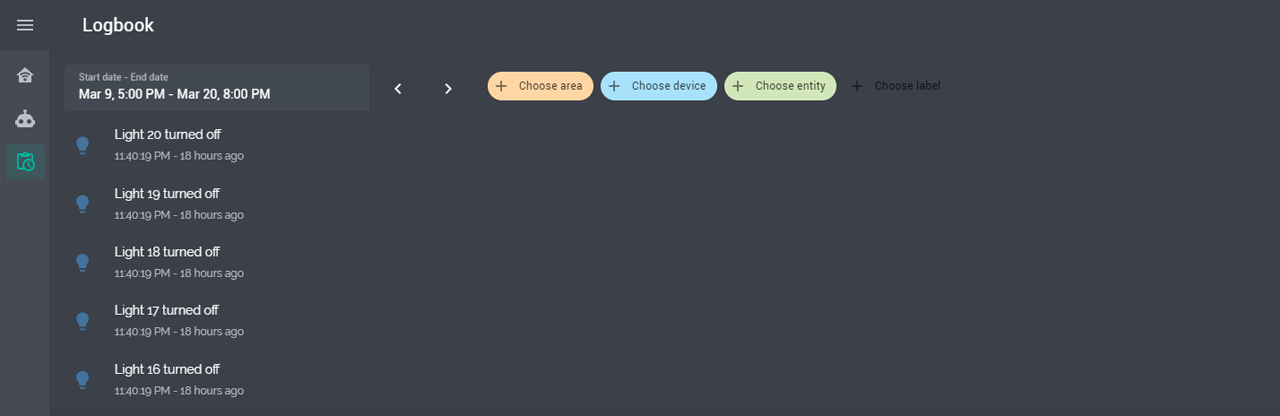 Logbook
Start date - End date
Mar 9, 5:00 PM - Mar 20, 8:00 PM
Choose area
Choose device
Choose entity
Choose label
Light 20 turned off
11:40:19 PM - 18 hours ago
Light 19 turned off
11:40:19 PM - 18 hours ago
Light 18 turned off
11:40:19 PM - 18 hours ago
Light 17 turned off
11:40:19 PM - 18 hours ago
Light 16 turned off
11:40:19 PM - 18 hours ago